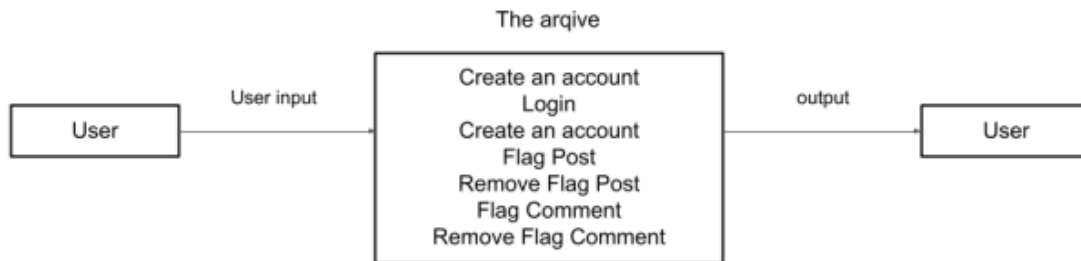 The arqive
User
User input
Create an account
Login
Create an account
Flag Post
Remove Flag Post
Flag Comment
Remove Flag Comment
output
User